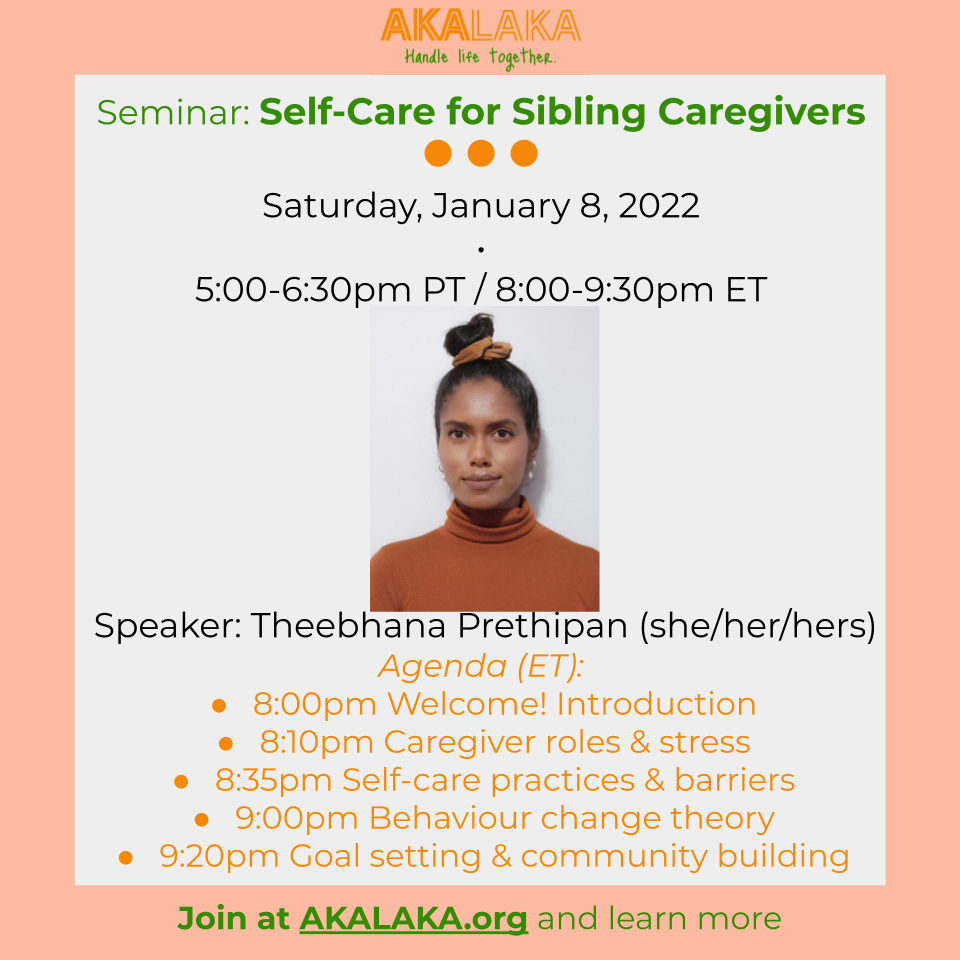 AKALAKA
Handle life together.
Seminar: Self-Care for Sibling Caregivers
Saturday, January 8, 2022
•
5:00-6:30pm PT / 8:00-9:30pm ET
Speaker: Theebhana Prethipan (she/her/hers)
Agenda (ET):
● 8:00pm Welcome! Introduction
● 8:10pm Caregiver roles & stress
● 8:35pm Self-care practices & barriers
● 9:00pm Behaviour change theory
● 9:20pm Goal setting & community building
Join at AKALAKA.org and learn more